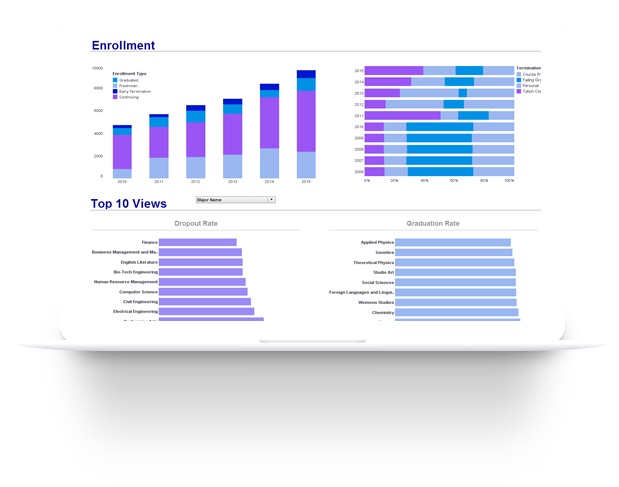 Enrollment
10000
8000
6000
4000
2000
0
Enrollment Type
Graduated
Freshmen
Early Termination
Continuing
2010 2011 2012 2013 2014 2015
Termination
Course Fi
Failing Gra
Personal
Tution Cos
2015
2014
2013
2012
2011
2010
2009
2008
2007
2006
0% 20% 40% 60% 80% 100%
Top 10 Views
Major Name
Dropout Rate
Finance
Business Management and Ma..
English Literature
Bio-Tech Engineering
Human Resource Management
Computer Science
Civil Engineering
Electrical Engineering
Graduation Rate
Applied Physics
Genetics
Theoretical Physics
Studio Art
Social Sciences
Foreign Languages and Lingui..
Womens Studies
Chemistry